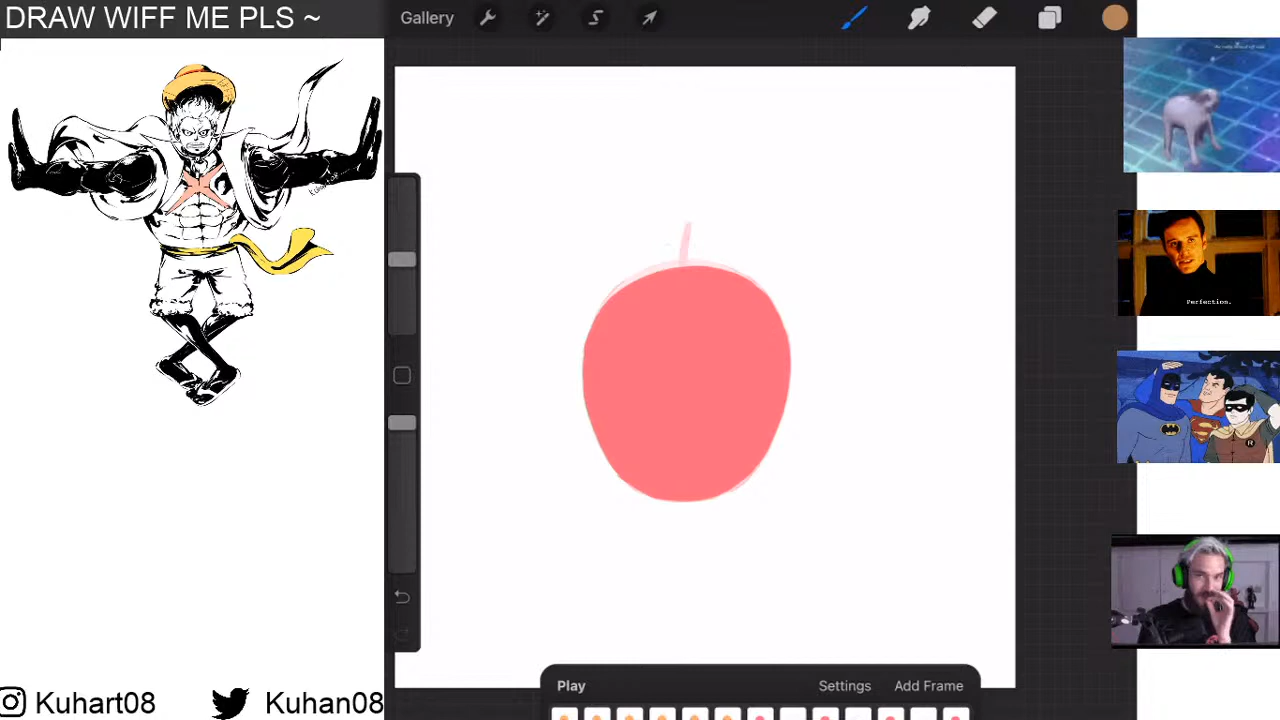 DRAW WIFF ME PLS ~
Gallery
Perfection.
Play
Settings
Add Frame
Kuhart08
Kuhan08